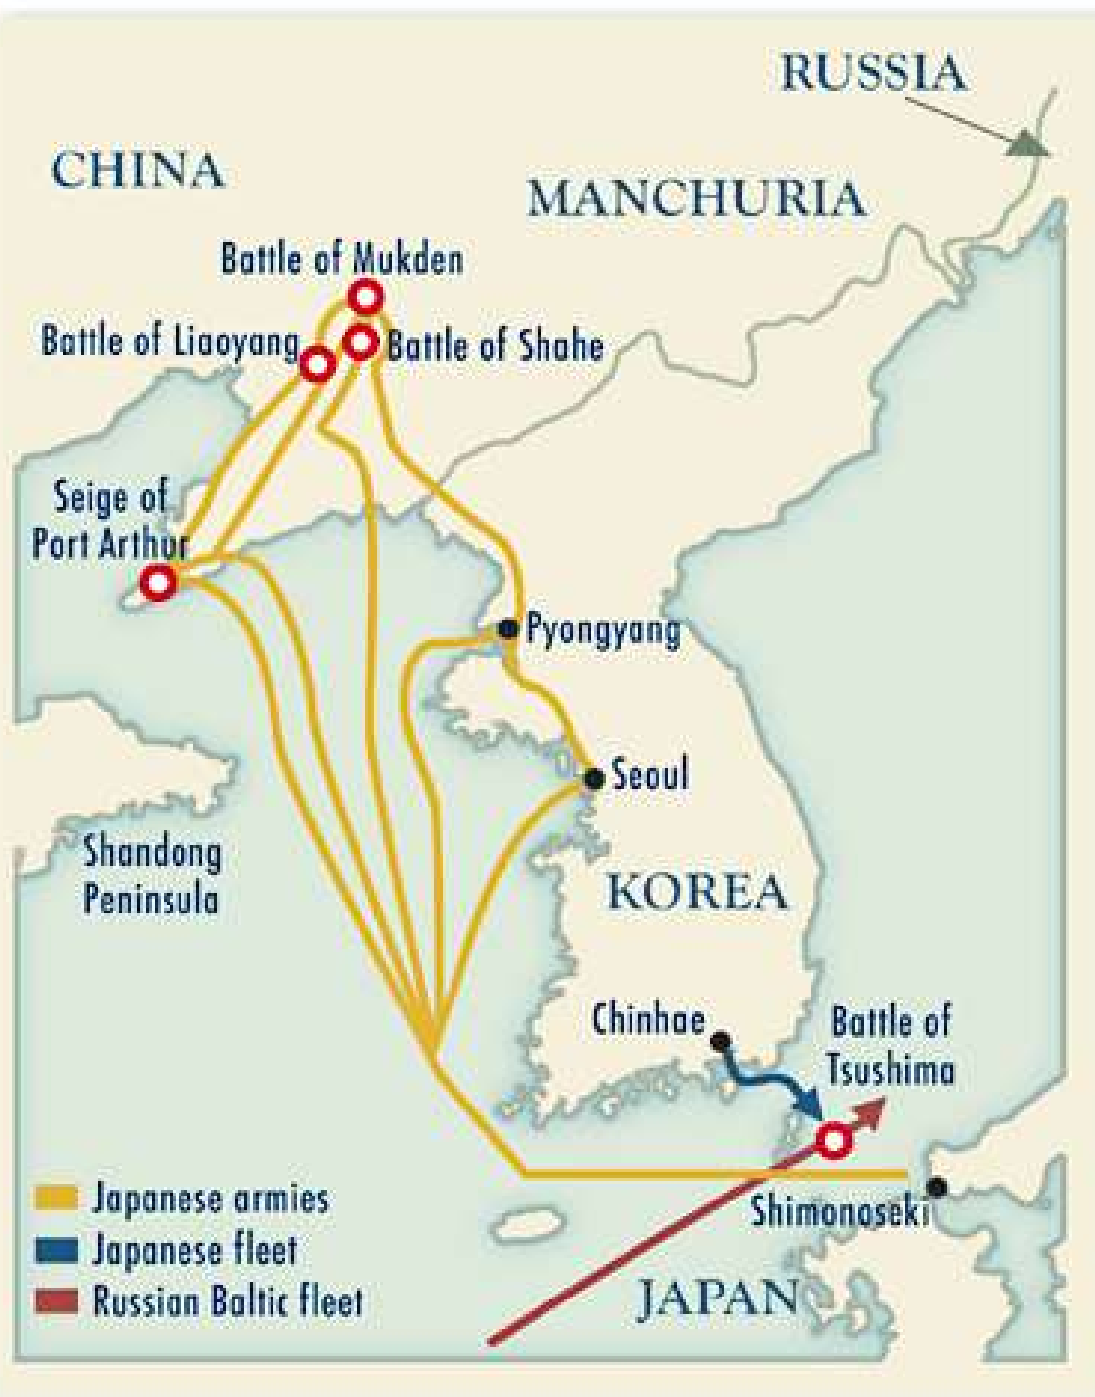 RUSSIA
CHINA
MANCHURIA
Battle of Mukden
Battle of Liaoyang
Battle of Shahe
Seige of
Port Arthur
Pyongyang
Seoul
Shandong
Peninsula
KOREA
Chinhae
Battle of
Tsushima
Shimonoseki
JAPAN
Japanese armies
Japanese fleet
Russian Baltic fleet